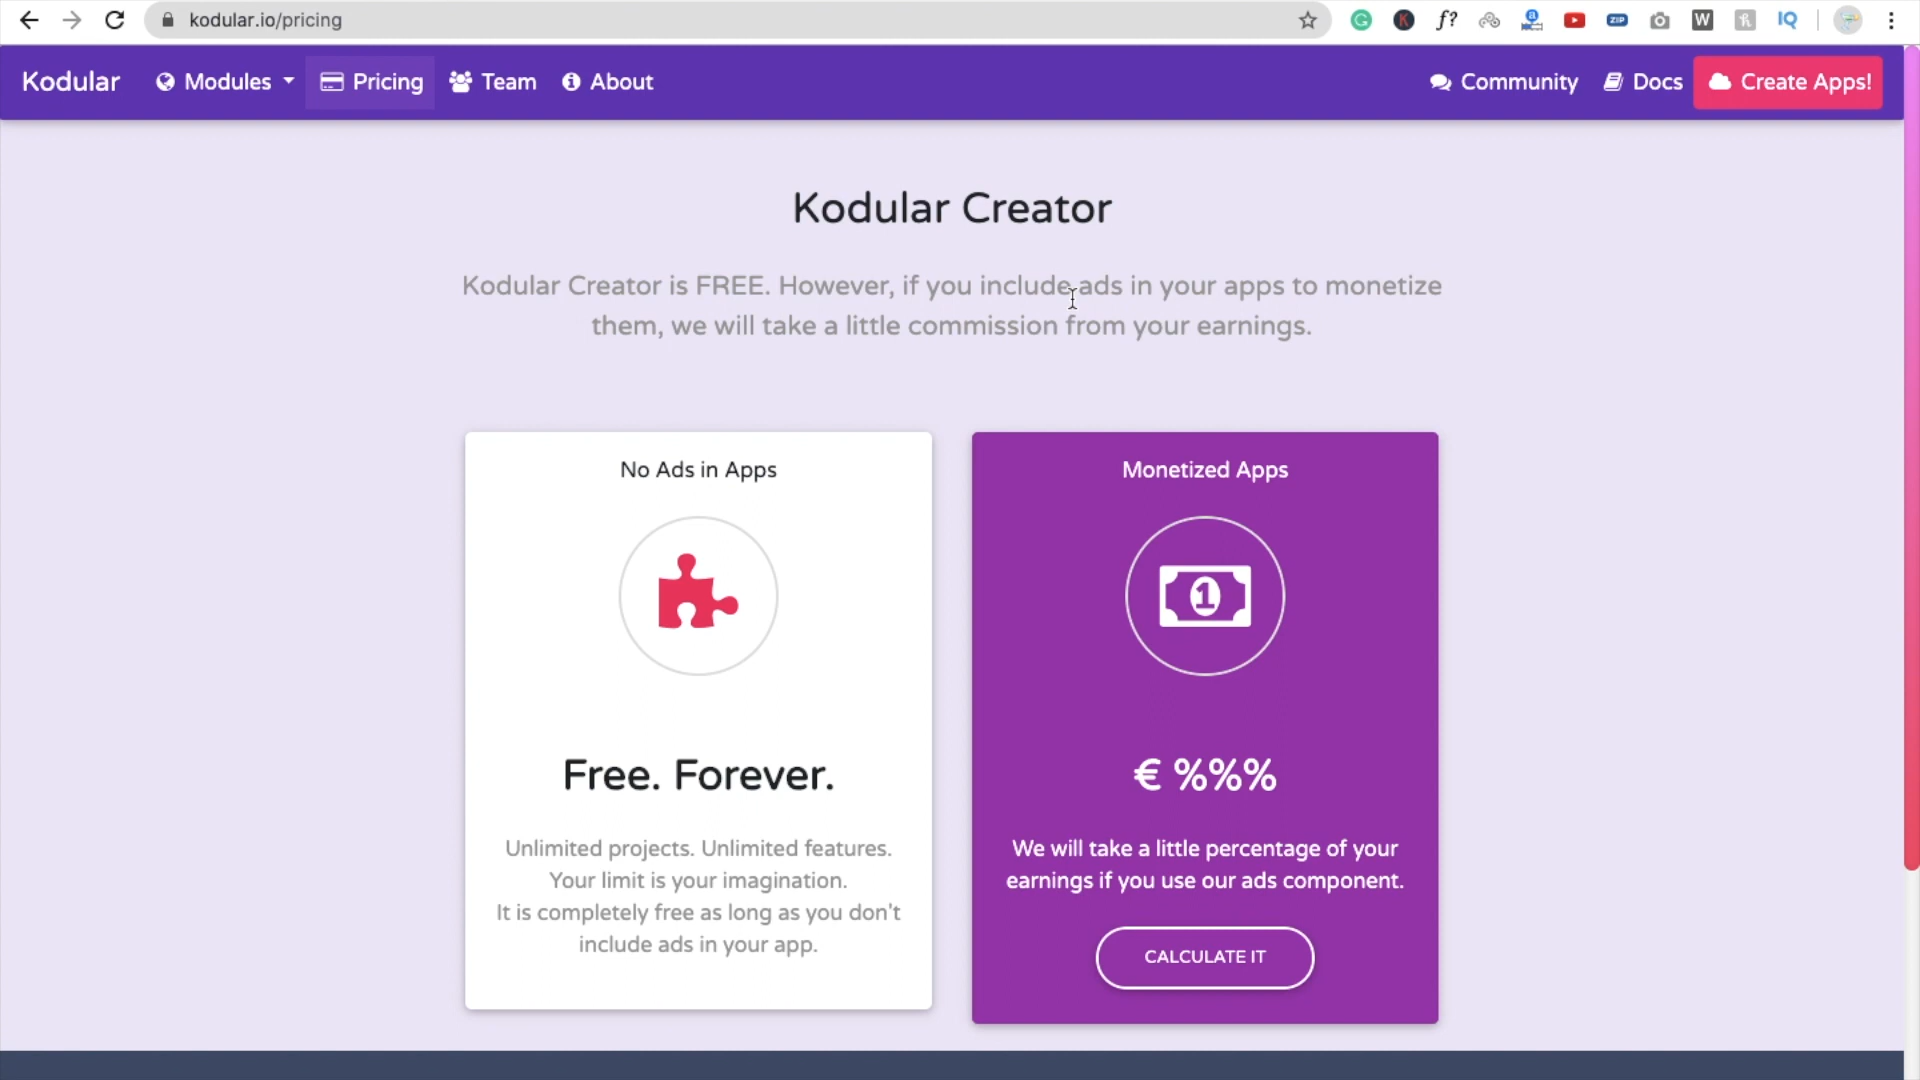 kodular.io/pricing
Kodular Modules Pricing Team About Community Docs Create Apps!
Kodular Creator
Kodular Creator is FREE. However, if you include ads in your apps to monetize
them, we will take a little commission from your earnings.
No Ads in Apps
Free. Forever.
Unlimited projects. Unlimited features.
Your limit is your imagination.
It is completely free as long as you don't
include ads in your app.
Monetized Apps
1
€ %%%
We will take a little percentage of your
earnings if you use our ads component.
CALCULATE IT